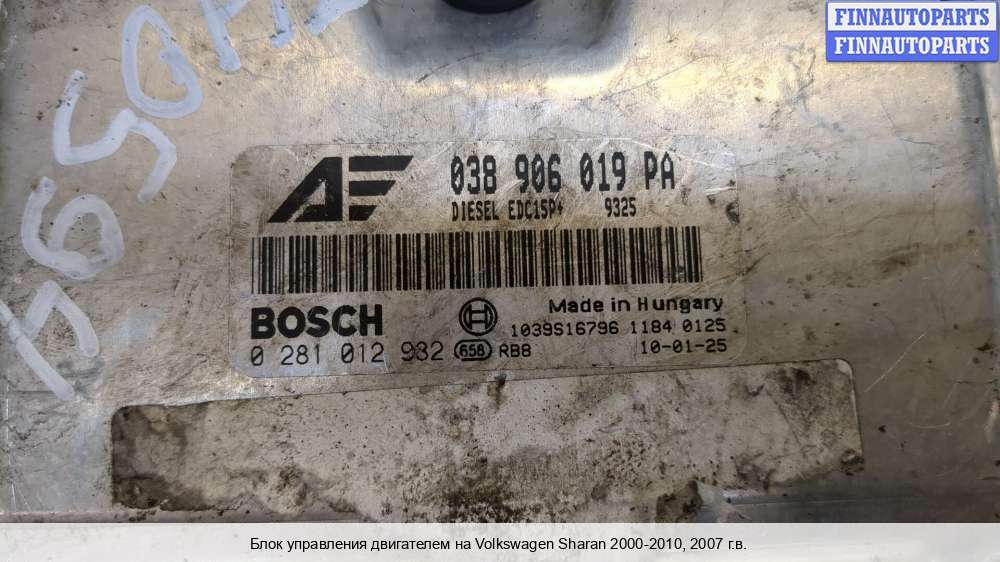 FINNAUTOPARTS
FINNAUTOPARTS
038 906 019 PA
DIESEL EDC15P+ 9325
BOSCH
Made in Hungary
1039S16796 1184 0125
0 281 012 982 658 RB8 10-01-25
Блок управления двигателем на Volkswagen Sharan 2000-2010, 2007 г.в.